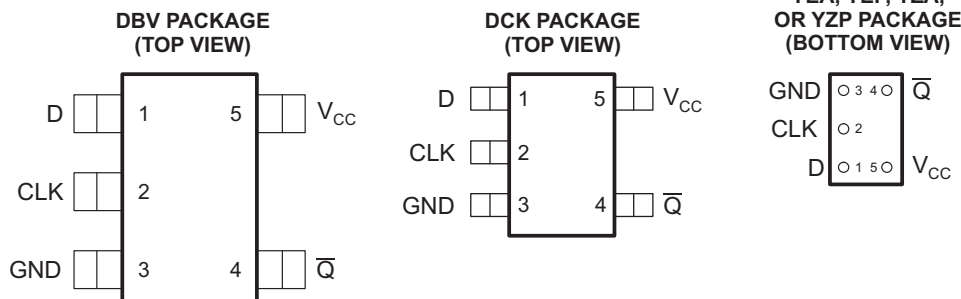 DBV PACKAGE
(TOP VIEW)
D 1 5 VCC
CLK 2
GND 3 4 Q̅
DCK PACKAGE
(TOP VIEW)
D 1 5 VCC
CLK 2
GND 3 4 Q̅
OR YZP PACKAGE
(BOTTOM VIEW)
GND 3 4 Q̅
CLK 2
D 1 5 VCC